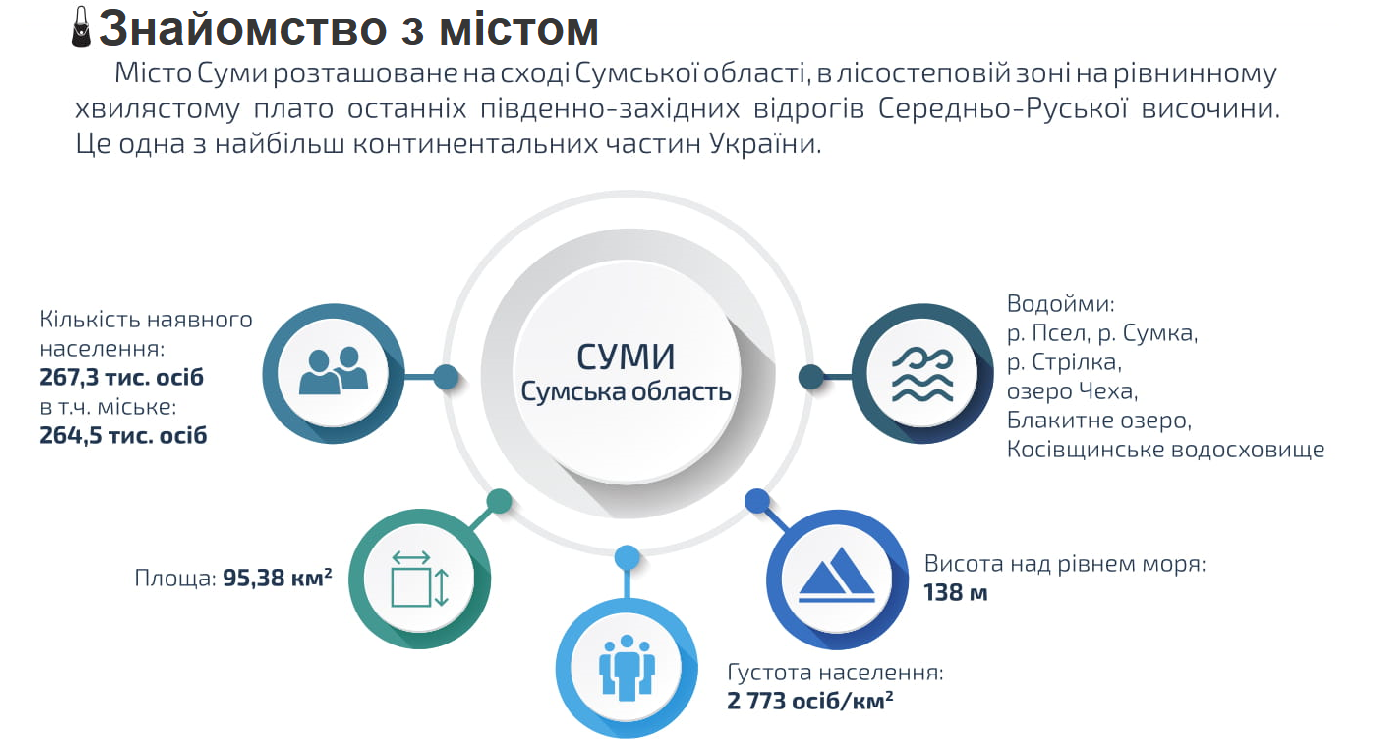 Знайомство з містом
Місто Суми розташоване на сході Сумської області, в лісостеповій зоні на рівнинному
хвилястому плато останніх південно-західних відрогів Середньо-Руської височини.
Це одна з найбільш континентальних частин України.
Кількість наявного
населення:
267,3 тис. осіб
в т.ч. міське:
264,5 тис. осіб
СУМИ
Сумська область
Водойми:
р. Псел, р. Сумка,
р. Стрілка,
озеро Чеха,
Блакитне озеро,
Косівщинське водосховище
Площа: 95,38 км²
Висота над рівнем моря:
138 м
Густота населення:
2 773 осіб/км²